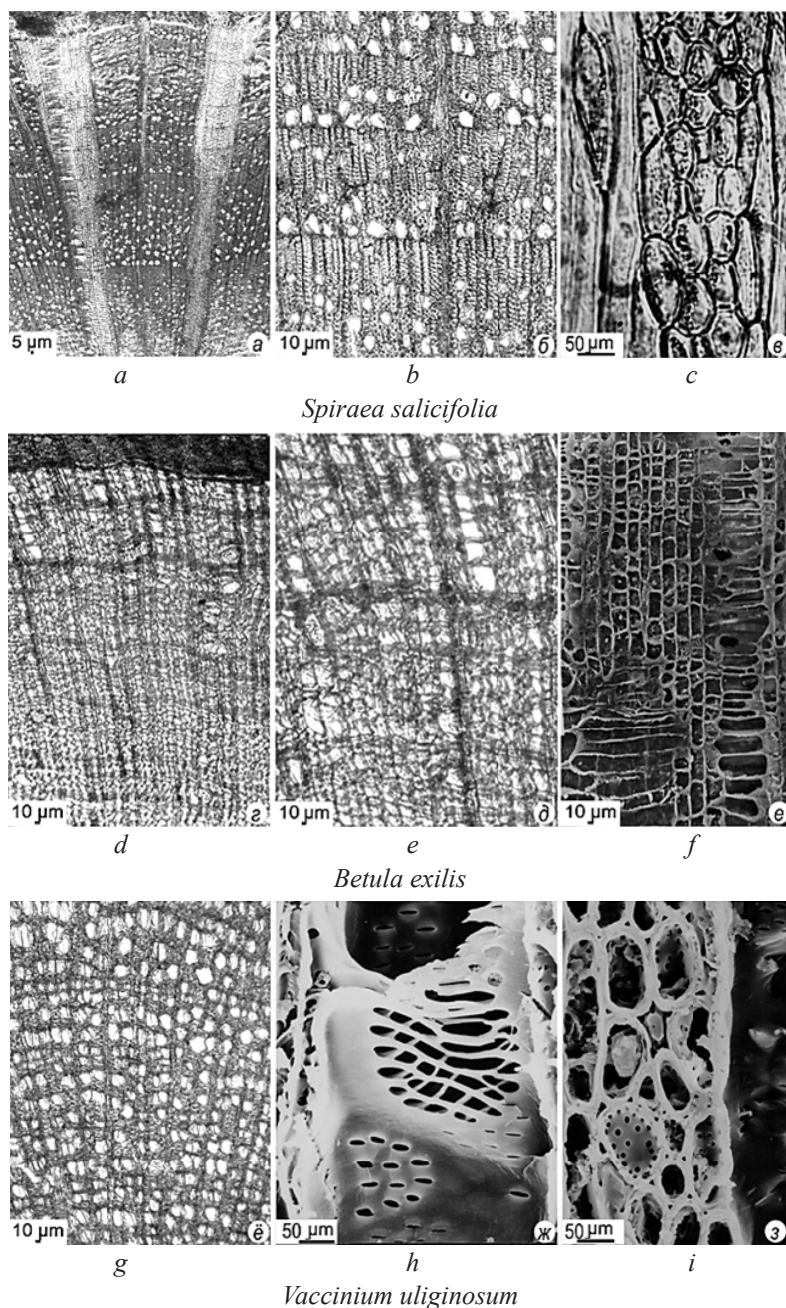 5 µm а
10 µm б
50 µm в
a b c
Spiraea salicifolia
10 µm г
10 µm д
10 µm е
d e f
Betula exilis
10 µm ё
50 µm ж
50 µm з
g h i
Vaccinium uliginosum